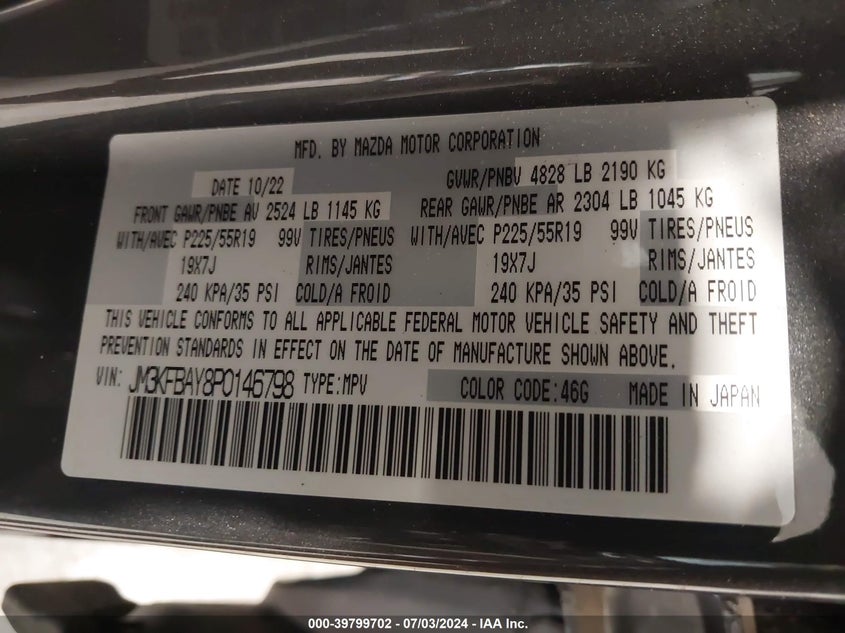 MFD. BY MAZDA MOTOR CORPORATION
DATE 10/22 GVWR/PNBV 4828 LB 2190 KG
FRONT GAWR/PNBE AV 2524 LB 1145 KG REAR GAWR/PNBE AR 2304 LB 1045 KG
WITH/AVEC P225/55R19 99V TIRES/PNEUS WITH/AVEC P225/55R19 99V TIRES/PNEUS
19X7J RIMS/JANTES 19X7J RIMS/JANTES
240 KPA/35 PSI COLD/A FROID 240 KPA/35 PSI COLD/A FROID
THIS VEHICLE CONFORMS TO ALL APPLICABLE FEDERAL MOTOR VEHICLE SAFETY AND THEFT
PREVENTION STANDARDS IN EFFECT ON THE DATE OF MANUFACTURE SHOWN ABOVE.
VIN: JM3KFBAY8P0146798 TYPE:MPV COLOR CODE:46G MADE IN JAPAN
000-39799702 - 07/03/2024 - IAA Inc.